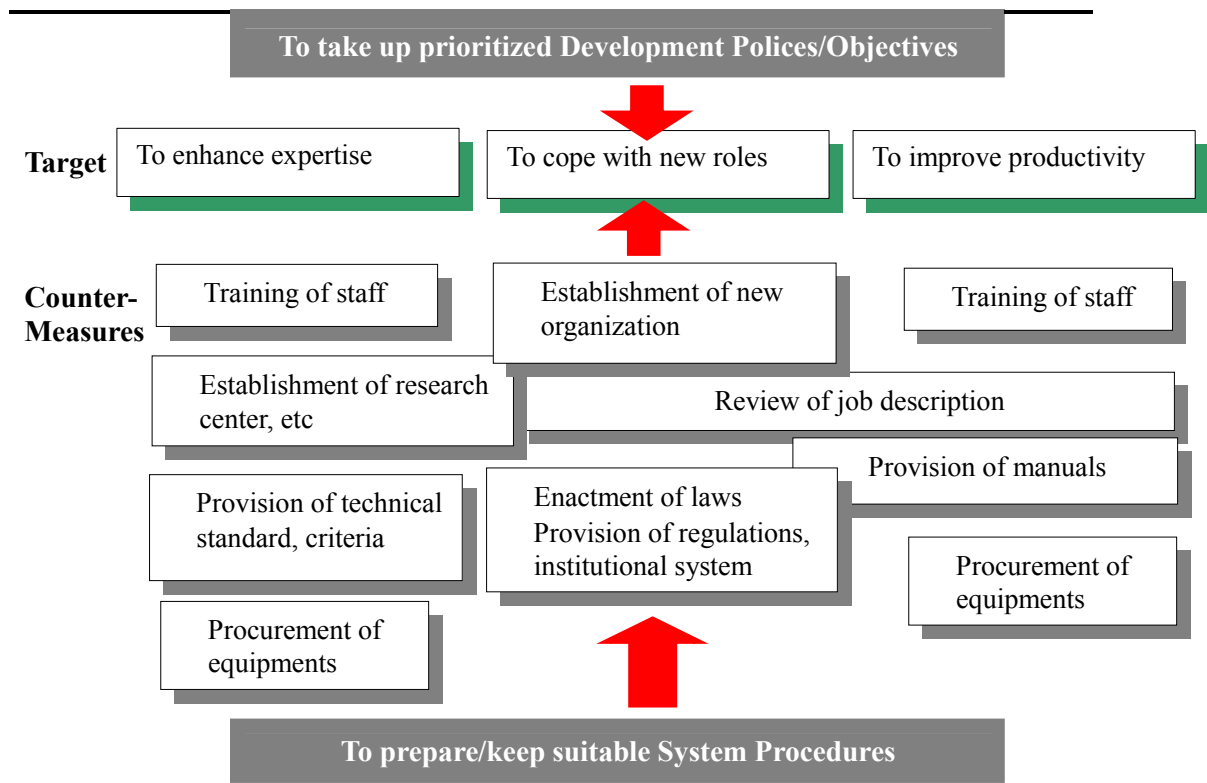 To take up prioritized Development Polices/Objectives
Target
To enhance expertise
To cope with new roles
To improve productivity
Counter-
Measures
Training of staff
Establishment of new
organization
Training of staff
Establishment of research
center, etc
Review of job description
Provision of manuals
Provision of technical
standard, criteria
Enactment of laws
Provision of regulations,
institutional system
Procurement of
equipments
Procurement of
equipments
To prepare/keep suitable System Procedures